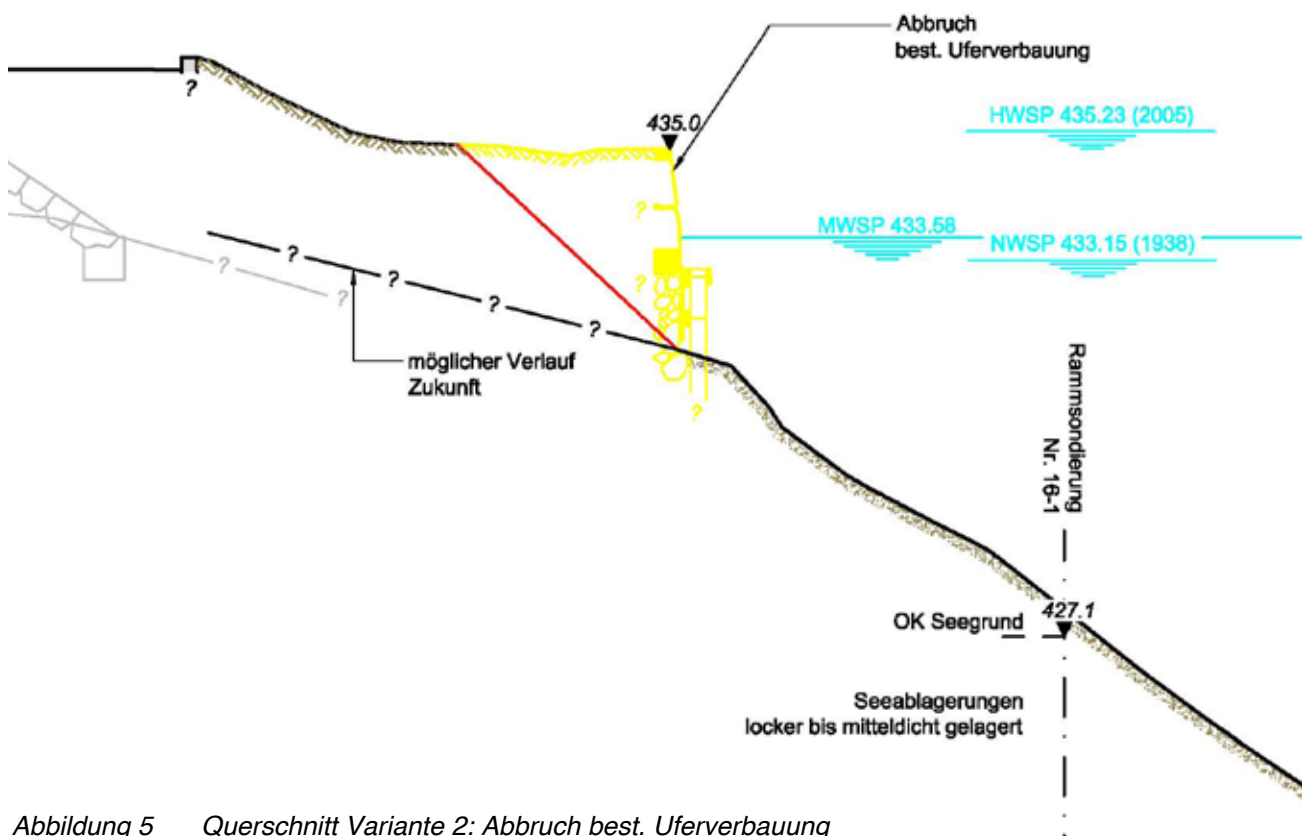 Abbruch
best. Uferverbauung
HWSP 435.23 (2005)
435.0
?
?
MWSP 433.58
NWSP 433.15 (1938)
? ? ? ?
? ?
?
möglicher Verlauf
Zukunft
?
Rammsondierung
Nr. 16-1
427.1
OK Seegrund
Seeablagerungen
locker bis mitteldicht gelagert
Abbildung 5 Querschnitt Variante 2: Abbruch best. Uferverbauung